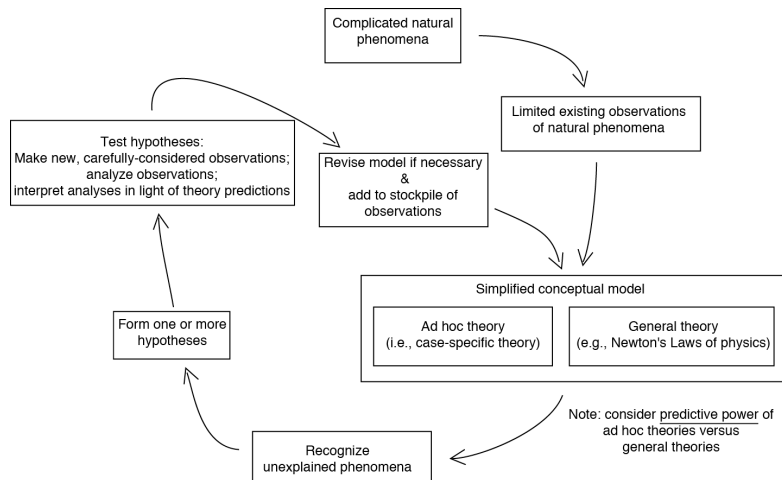 Complicated natural
phenomena
Limited existing observations
of natural phenomena
Test hypotheses:
Make new, carefully-considered observations;
analyze observations;
interpret analyses in light of theory predictions
Revise model if necessary
&
add to stockpile of
observations
Simplified conceptual model
Ad hoc theory
(i.e., case-specific theory)
General theory
(e.g., Newton's Laws of physics)
Form one or more
hypotheses
Note: consider predictive power of
ad hoc theories versus
general theories
Recognize
unexplained phenomena